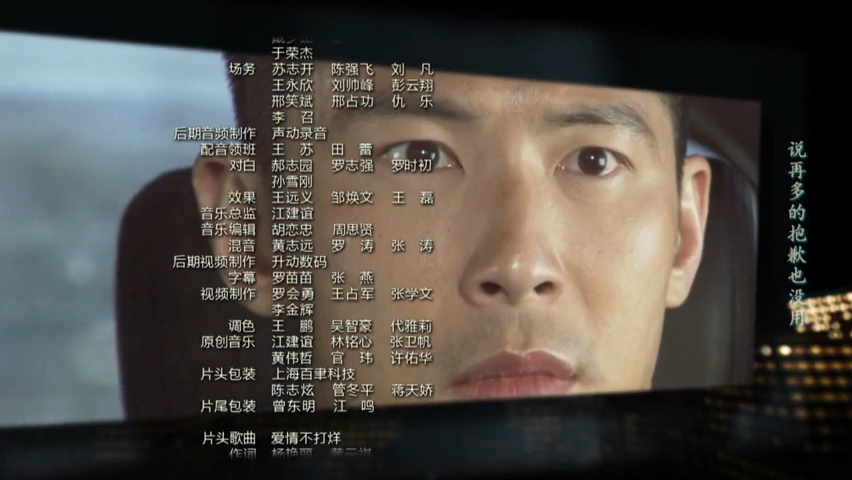 于荣杰
场务 苏志开 陈强飞 刘 凡
王永欣 刘帅峰 彭云翔
邢笑斌 邢占功 仇 乐
李 召
后期音频制作 声动录音
配音领班 王 苏 田 蕾
对白 郝志园 罗志强 罗时初
孙雪刚
效果 王远义 邹焕文 王 磊
音乐总监 江建谊
音乐编辑 胡恋忠 周思贤
混音 黄志远 罗 涛 张 涛
后期视频制作 升动数码
字幕 罗苗苗 张 燕
视频制作 罗会勇 王占军 张学文
李金辉
调色 王 鹏 吴智豪 代雅莉
原创音乐 江建谊 林铭心 张卫帆
黄伟哲 官 玮 许佑华
片头包装 上海百聿科技
陈志炫 管冬平 蒋天娇
片尾包装 曾东明 江 鸣
片头歌曲 爱情不打烊
作词
说再多的抱歉也没用